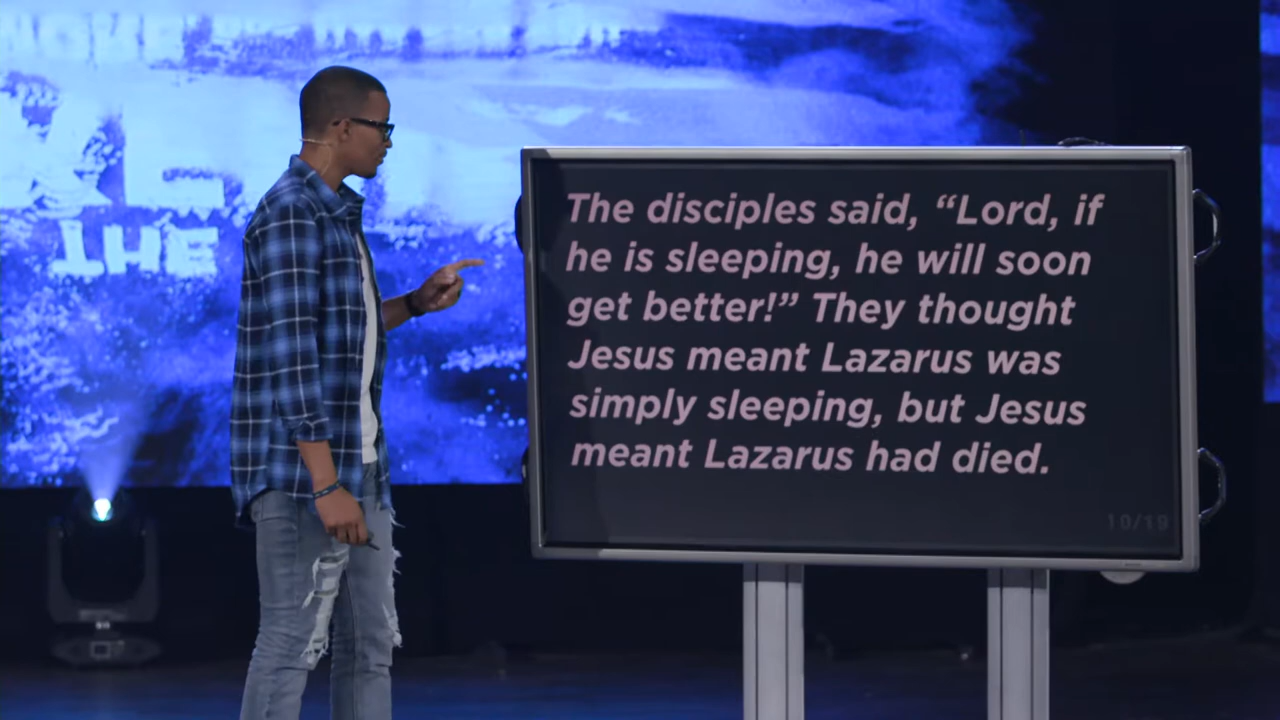 THE
The disciples said, “Lord, if
he is sleeping, he will soon
get better!” They thought
Jesus meant Lazarus was
simply sleeping, but Jesus
meant Lazarus had died.
10/19